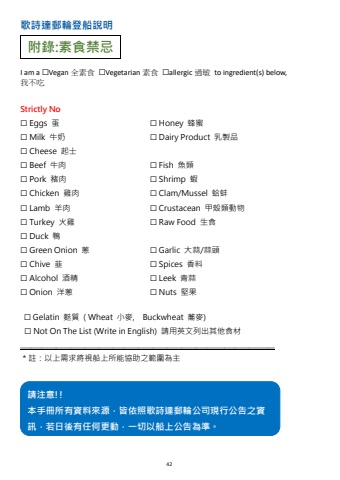 歌詩達郵輪登船說明
附錄:素食禁忌
I am a □Vegan 全素食 □Vegetarian 素食 □allergic 過敏 to ingredient(s) below,
我不吃
Strictly No
□ Eggs 蛋 □ Honey 蜂蜜
□ Milk 牛奶 □ Dairy Product 乳製品
□ Cheese 起士
□ Beef 牛肉 □ Fish 魚類
□ Pork 豬肉 □ Shrimp 蝦
□ Chicken 雞肉 □ Clam/Mussel 蛤蚌
□ Lamb 羊肉 □ Crustacean 甲殼類動物
□ Turkey 火雞 □ Raw Food 生食
□ Duck 鴨
□ Green Onion 蔥 □ Garlic 大蒜/蒜頭
□ Chive 韮 □ Spices 香料
□ Alcohol 酒精 □ Leek 青蒜
□ Onion 洋蔥 □ Nuts 堅果
□ Gelatin 麩質 ( Wheat 小麥, Buckwheat 蕎麥)
□ Not On The List (Write in English) 請用英文列出其他食材
* 註：以上需求將視船上所能協助之範圍為主
請注意!!
本手冊所有資料來源，皆依照歌詩達郵輪公司現行公告之資
訊，若日後有任何更動，一切以船上公告為準。
42